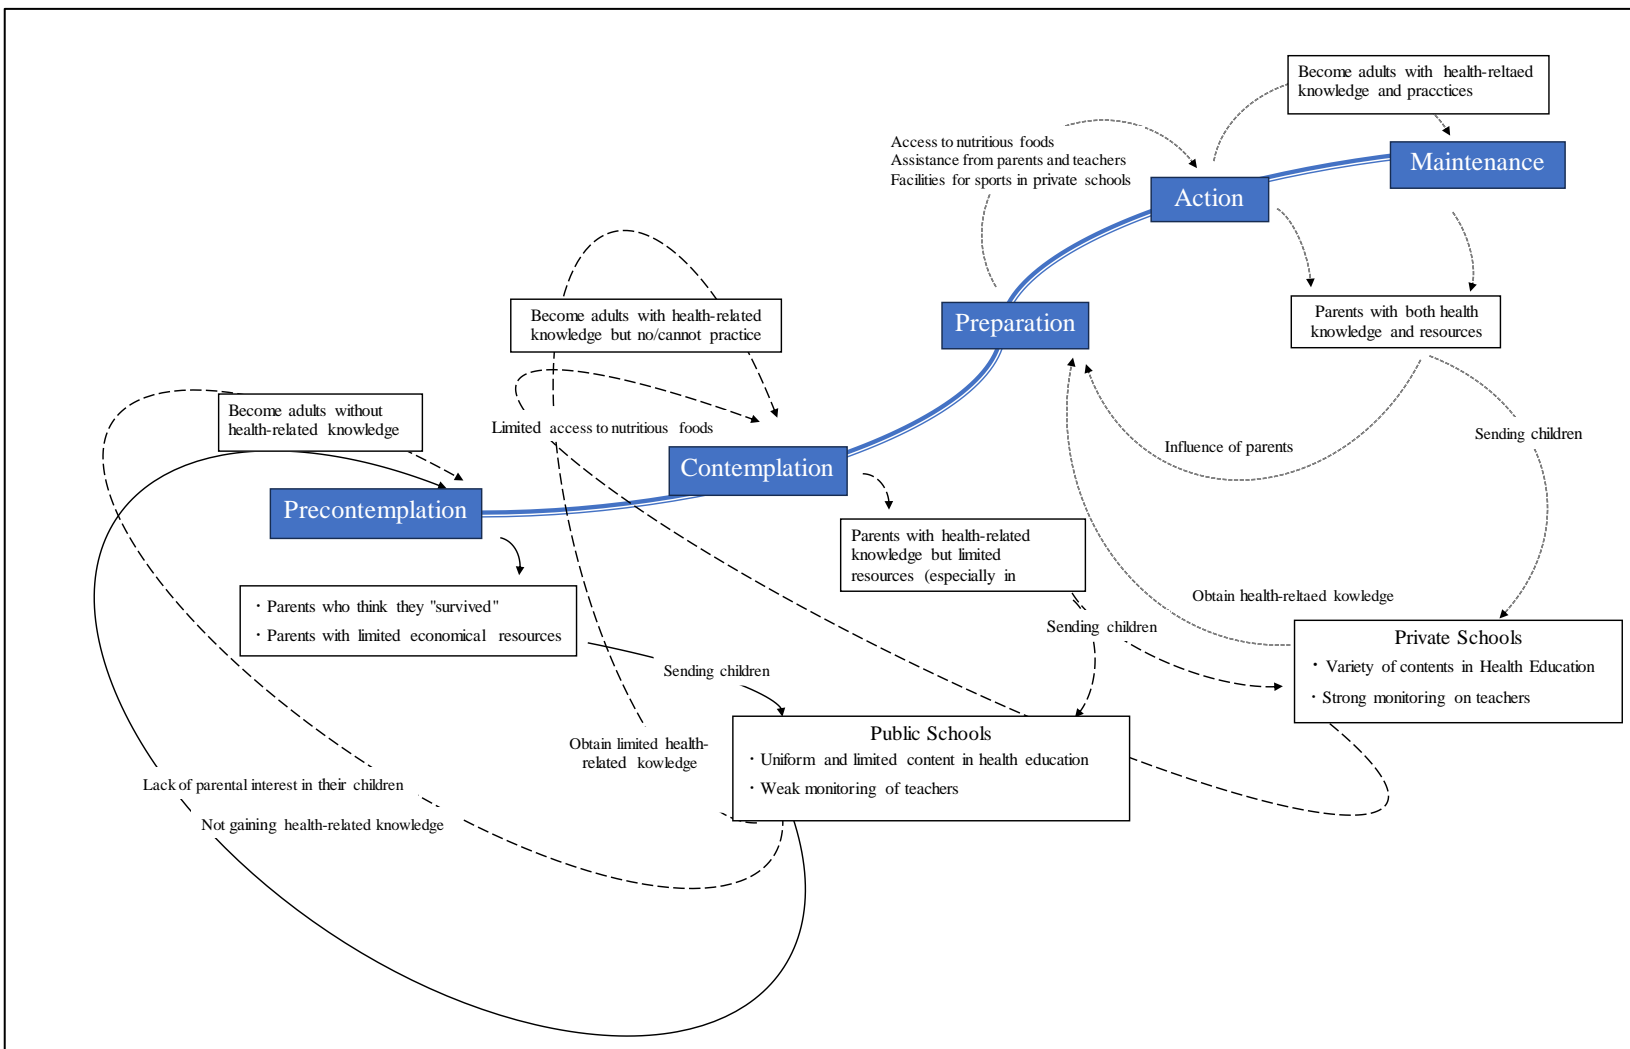 Become adults with health-reltaed
knowledge and pracctices
Access to nutritious foods
Assistance from parents and teachers
Facilities for sports in private schools
Maintenance
Action
Become adults with health-related
knowledge but no/cannot practice
Preparation
Parents with both health
knowledge and resources
Become adults without
health-related knowledge
Limited access to nutritious foods
Influence of parents
Sending children
Contemplation
Precontemplation
Parents with health-related
knowledge but limited
resources (especially in
・Parents who think they "survived"
・Parents with limited economical resources
Obtain health-reltaed kowledge
Sending children
Private Schools
・Variety of contents in Health Education
・Strong monitoring on teachers
Sending children
Public Schools
・Uniform and limited content in health education
・Weak monitoring of teachers
Obtain limited health-
related kowledge
Lack of parental interest in their children
Not gaining health-related knowledge